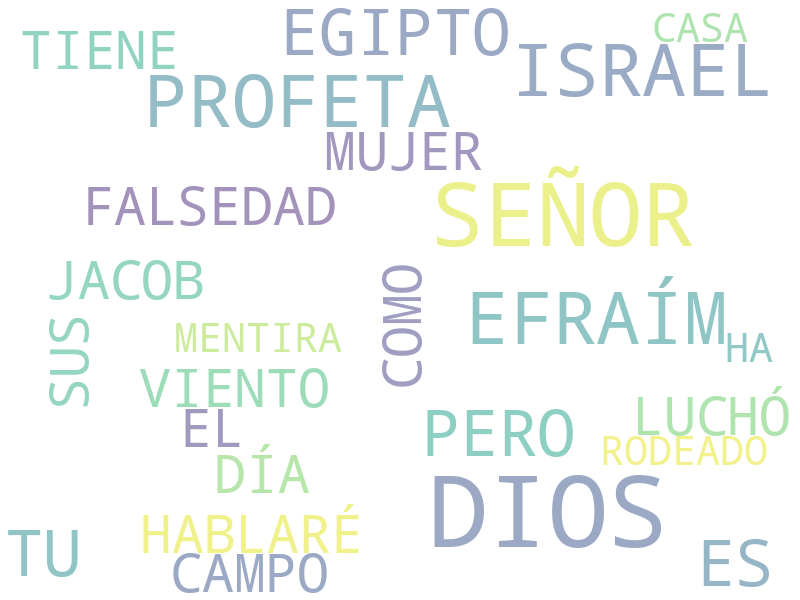 EGIPTO
CASA
TIENE
ISRAEL
PROFETA
MUJER
FALSEDAD
SEÑOR
JACOB
COMO
EFRAÍM
SUS
MENTIRA
HA
VIENTO
EL
PERO
LUCHÓ
RODEADO
DÍA
DIOS
HABLARÉ
TU
CAMPO
ES